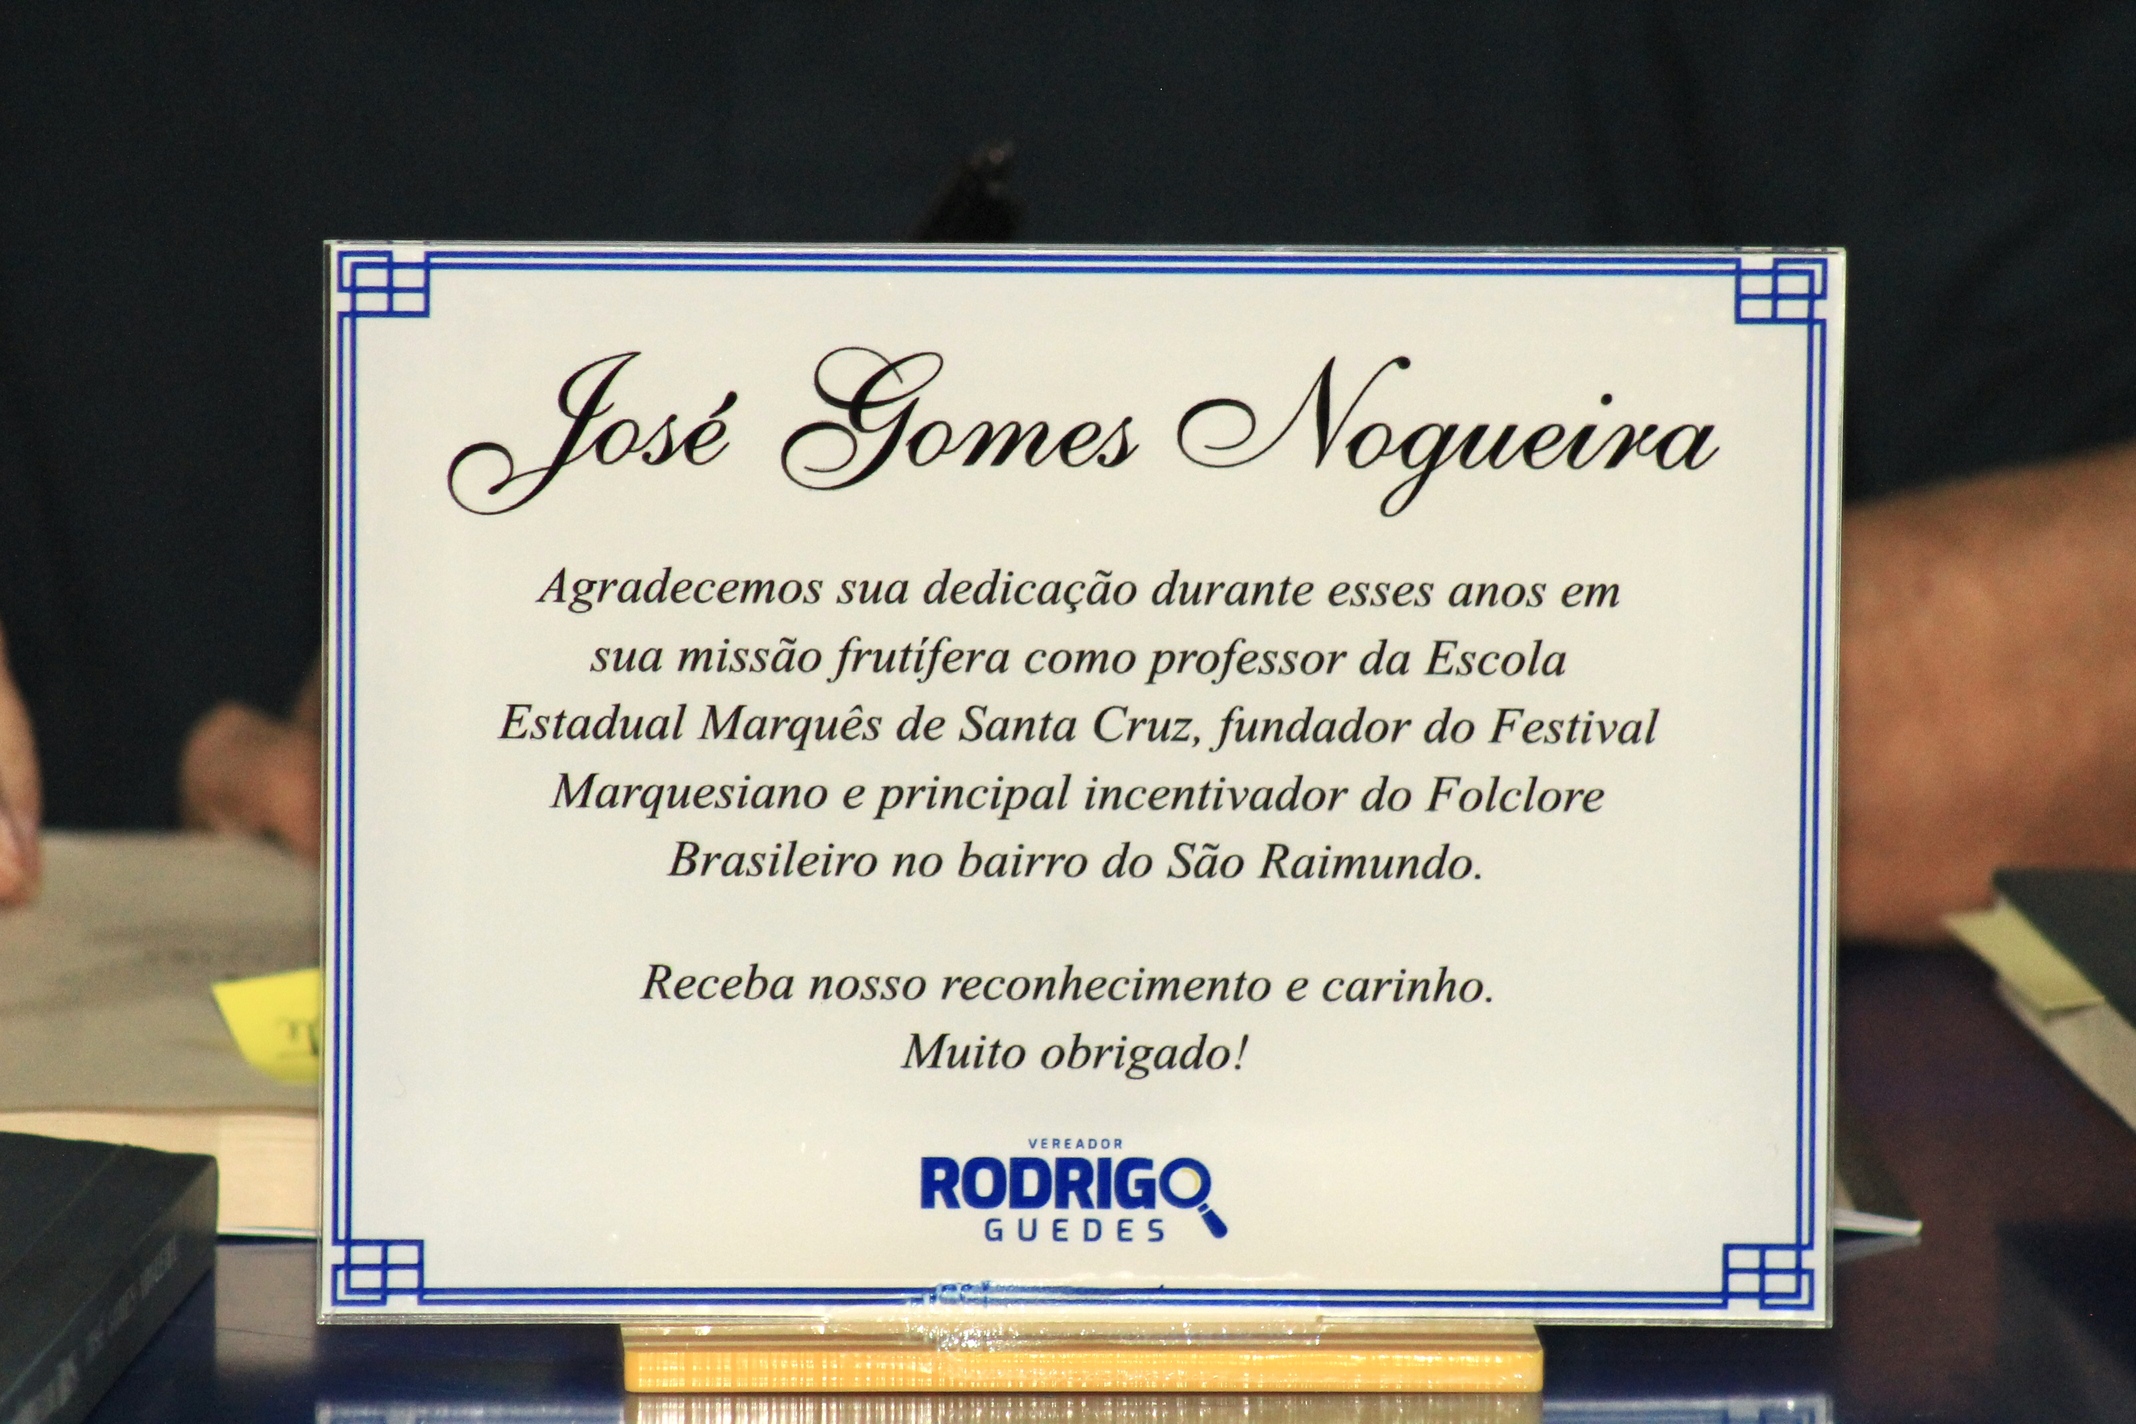 José Gomes Nogueira
Agradecemos sua dedicação durante esses anos em
sua missão frutífera como professor da Escola
Estadual Marquês de Santa Cruz, fundador do Festival
Marquesiano e principal incentivador do Folclore
Brasileiro no bairro do São Raimundo.
Receba nosso reconhecimento e carinho.
Muito obrigado!
VEREADOR
RODRIGO
GUEDES